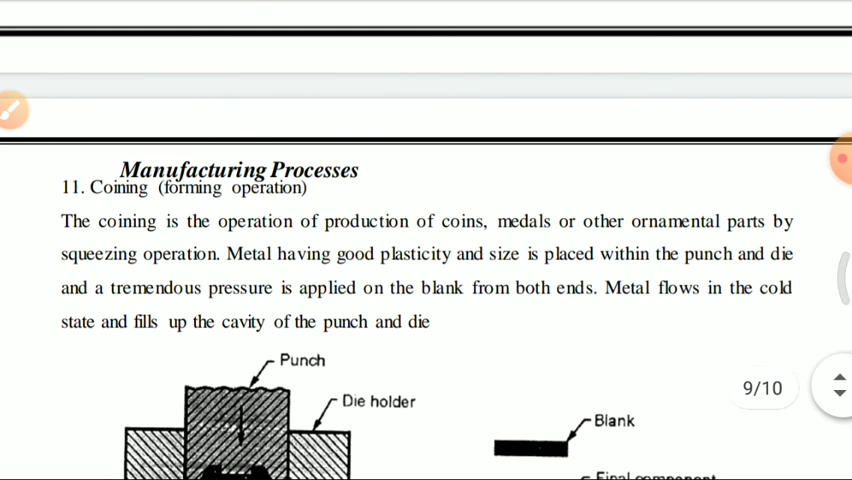 Manufacturing Processes
11. Coining (forming operation)
The coining is the operation of production of coins, medals or other ornamental parts by
squeezing operation. Metal having good plasticity and size is placed within the punch and die
and a tremendous pressure is applied on the blank from both ends. Metal flows in the cold
state and fills up the cavity of the punch and die
Punch
Die holder
9/10
Blank
Final component